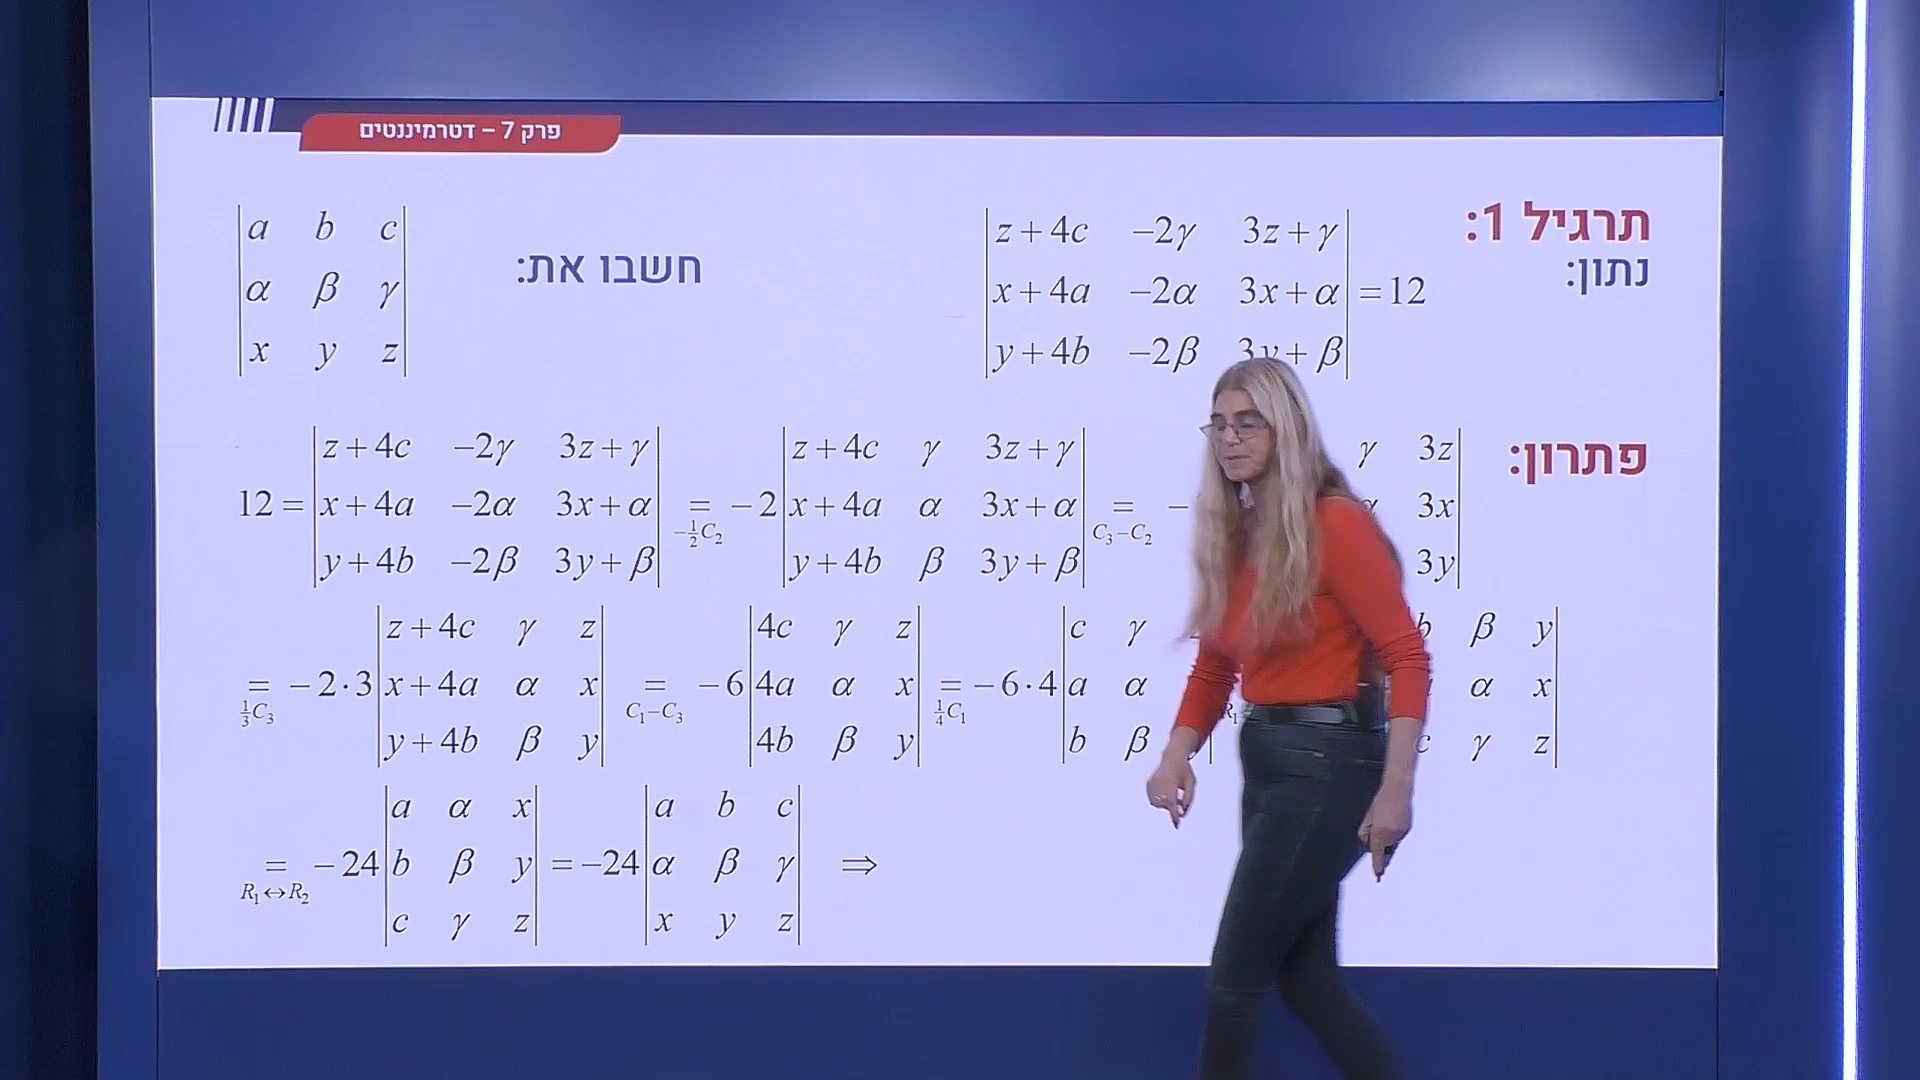 פרק 7 – דטרמיננטים
תרגיל 1:
נתון:
| z+4c −2γ 3z+γ |
| x+4a −2α 3x+α | = 12
| y+4b −2β 3y+β |
חשבו את:
| a b c |
| α β γ |
| x y z |
פתרון:
| z+4c −2γ 3z+γ | | z+4c γ 3z+γ | γ 3z |
12 = | x+4a −2α 3x+α | = −2 | x+4a α 3x+α | = − α 3x |
| y+4b −2β 3y+β | −½C₂ | y+4b β 3y+β | C₃−C₂ 3y |
| z+4c γ z | | 4c γ z | | c γ b β y |
= −2·3 | x+4a α x | = −6 | 4a α x | = −6·4 | a α α x |
⅓C₃ | y+4b β y | C₁−C₃ | 4b β y | ¼C₁ | b β | R₁ c γ z |
| a α x | | a b c |
= −24 | b β y | = −24 | α β γ | ⇒
R₁↔R₂ | c γ z | | x y z |